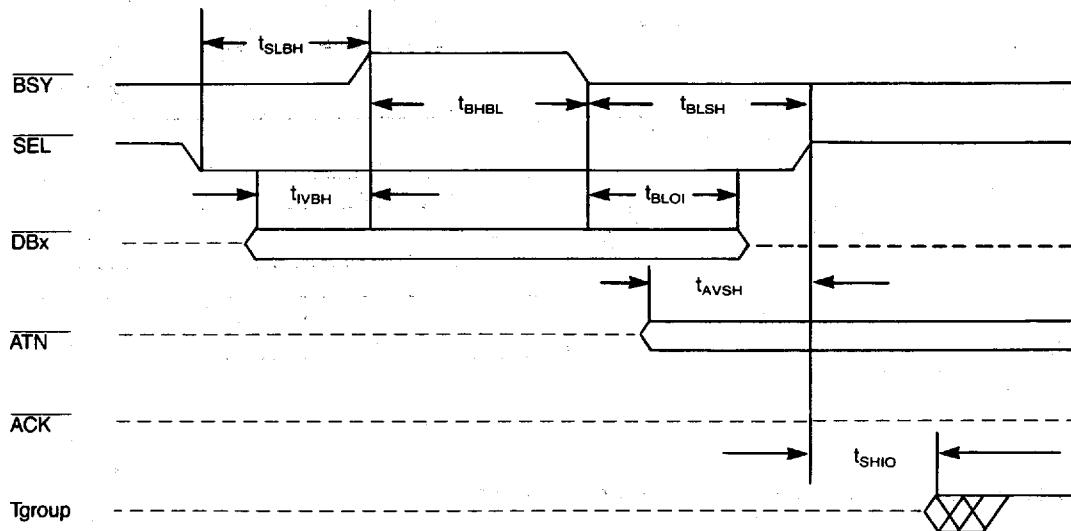 tSLBH
BSY
tBHBL
tBLSH
SEL
tIVBH
tBLOI
DBx
tAVSH
ATN
ACK
tSHIO
Tgroup